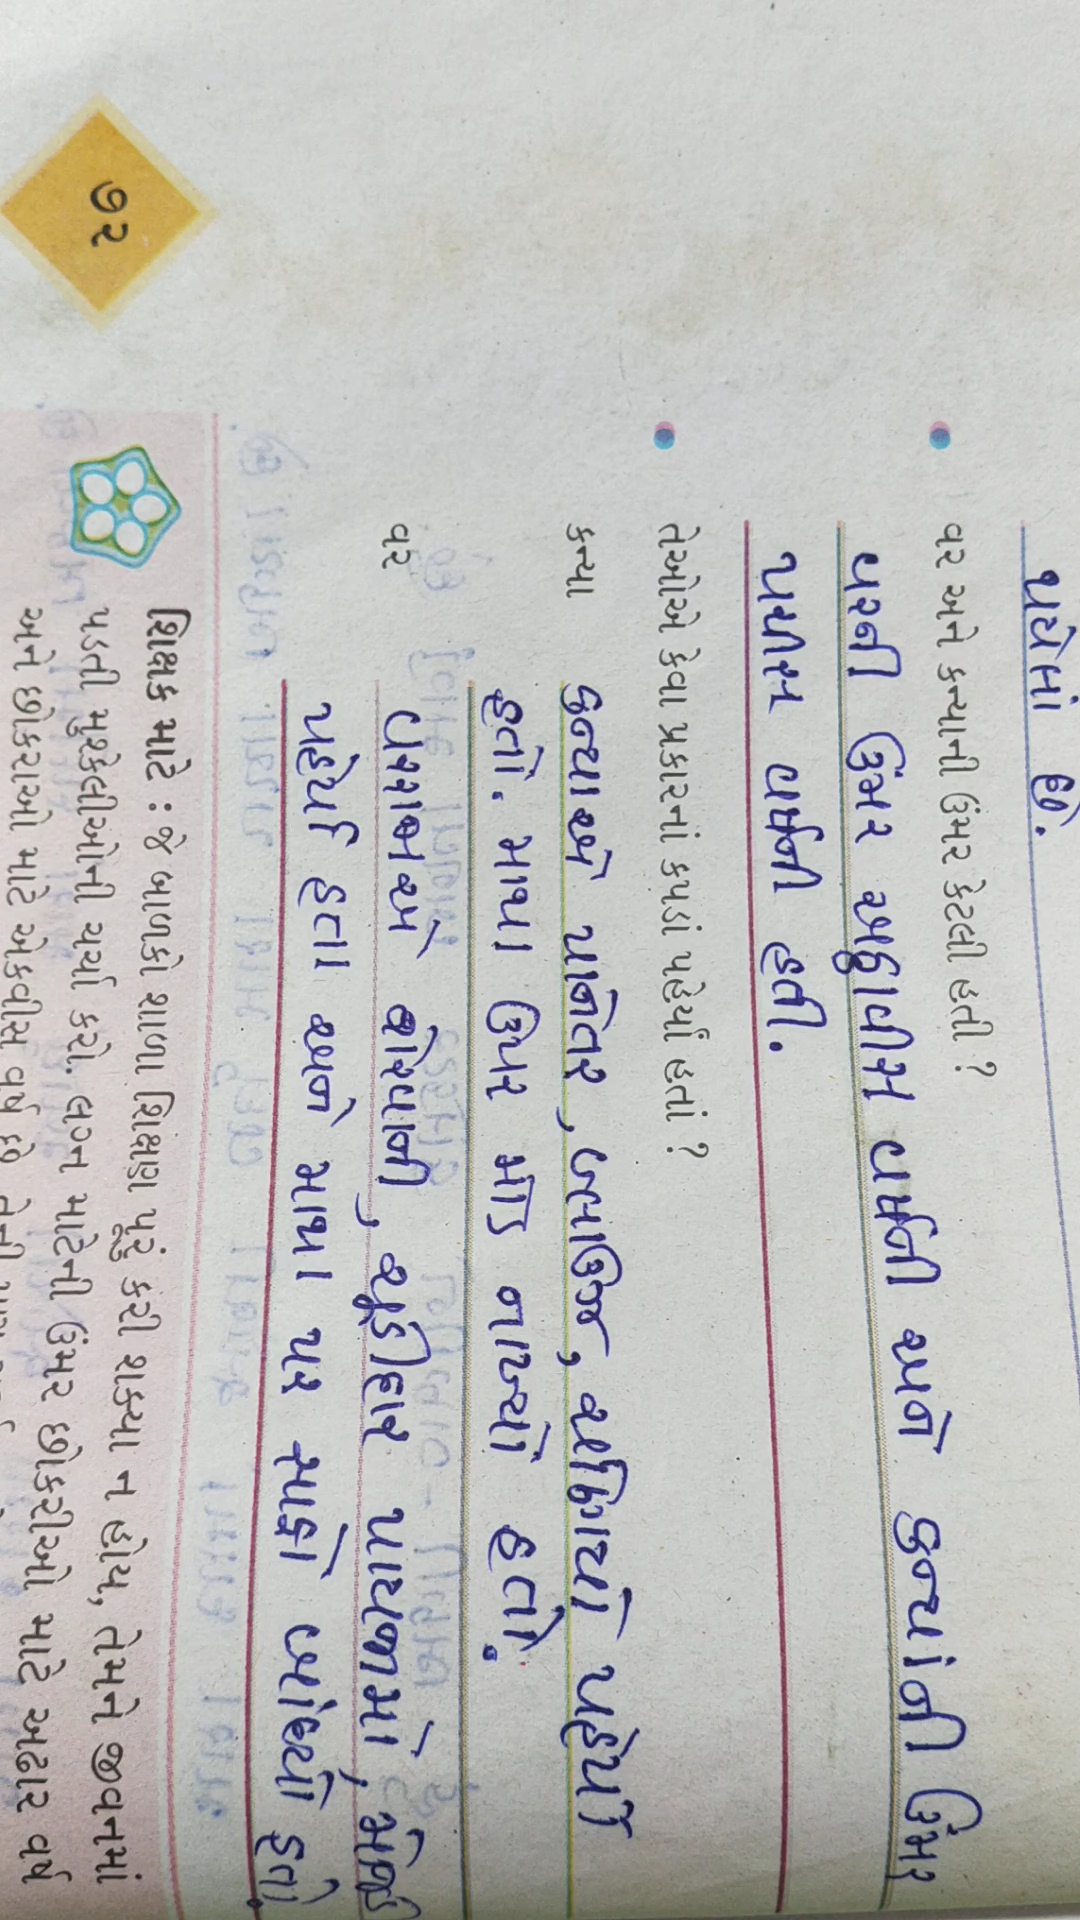 પયેમાં છે.
વર અને કન્યાની ઉંમર કેટલી હતી ?
વરની ઉંમર અઠ્ઠાવીસ વર્ષની અને કન્યાંની ઉંમર
પચીસ વર્ષની હતી.
તેઓએ કેવા પ્રકારનાં કપડાં પહેર્યાં હતાં ?
કન્યા કન્યાએ પાનેતર, બ્લાઉઝ, ચણિયો પહેર્યો
હતો. માથા ઉપર મોડ નાખ્યો હતો.
વર વરરાજાએ શેરવાની, ચૂડીદાર પાયજામો, મોજડી
પહેર્યા હતા અને માથા પર સાફો બાંધ્યો હતો.
શિક્ષક માટે : જે બાળકો શાળા શિક્ષણ પૂરું કરી શક્યા ન હોય, તેમને જીવનમાં
પડતી મુશ્કેલીઓની ચર્ચા કરો. લગ્ન માટેની ઉંમર છોકરીઓ માટે અઢાર વર્ષ
અને છોકરાઓ માટે એકવીસ વર્ષ છે
૭૨